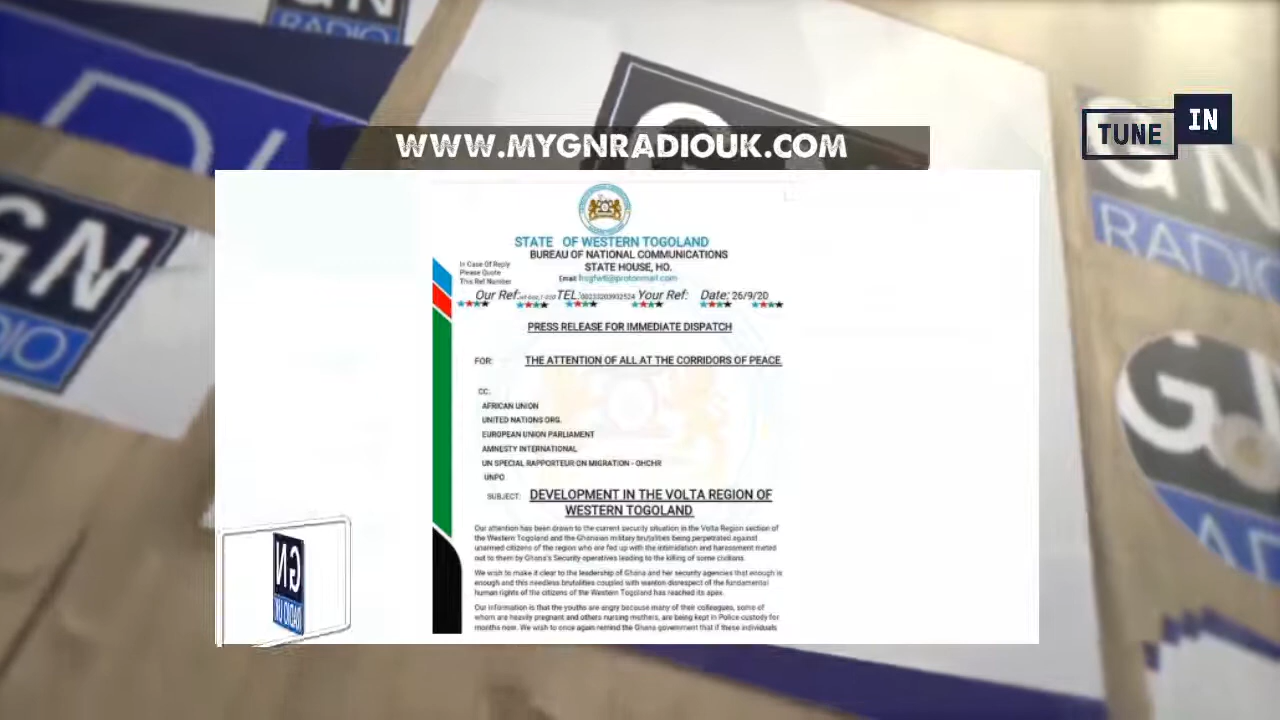 GN
RADIO
TUNE IN
WWW.MYGNRADIOUK.COM
GN
RADIO
GN
RADIO
STATE OF WESTERN TOGOLAND
BUREAU OF NATIONAL COMMUNICATIONS
STATE HOUSE, HO.
In Case Of Reply
Please Quote
This Ref Number
Our Ref: TEL: Your Ref: Date: 26/9/20
PRESS RELEASE FOR IMMEDIATE DISPATCH
FOR: THE ATTENTION OF ALL AT THE CORRIDORS OF PEACE.
CC.
AFRICAN UNION
UNITED NATIONS ORG.
EUROPEAN UNION PARLIAMENT
AMNESTY INTERNATIONAL
UN SPECIAL RAPPORTEUR ON MIGRATION - OHCHR
UNPO
SUBJECT: DEVELOPMENT IN THE VOLTA REGION OF
WESTERN TOGOLAND
Our attention has been drawn to the current security situation in the Volta Region section of
the Western Togoland and the Ghanaian military brutalities being perpetrated against
unarmed citizens of the region who are fed up with the intimidation and harassment meted
out to them by Ghana's Security operatives leading to the killing of some civilians.
We wish to make it clear to the leadership of Ghana and her security agencies that enough is
enough and this needless brutalities coupled with wanton disrespect of the fundamental
human rights of the citizens of the Western Togoland has reached its apex.
Our information is that the youths are angry because many of their colleagues, some of
whom are heavily pregnant and others nursing mothers, are being kept in Police custody for
months now. We wish to once again remind the Ghana government that if these individuals
GN
RADIO UK